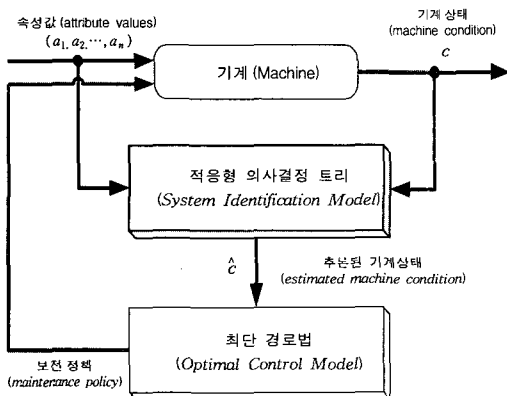 속성값 (attribute values)
(a₁, a₂, ⋯, aₙ)
기계 상태
(machine condition)
c
기계 (Machine)
적응형 의사결정 토리
(System Identification Model)
ĉ
추론된 기계상태
(estimated machine condition)
최단 경로법
(Optimal Control Model)
보전 정책
(maintenance policy)